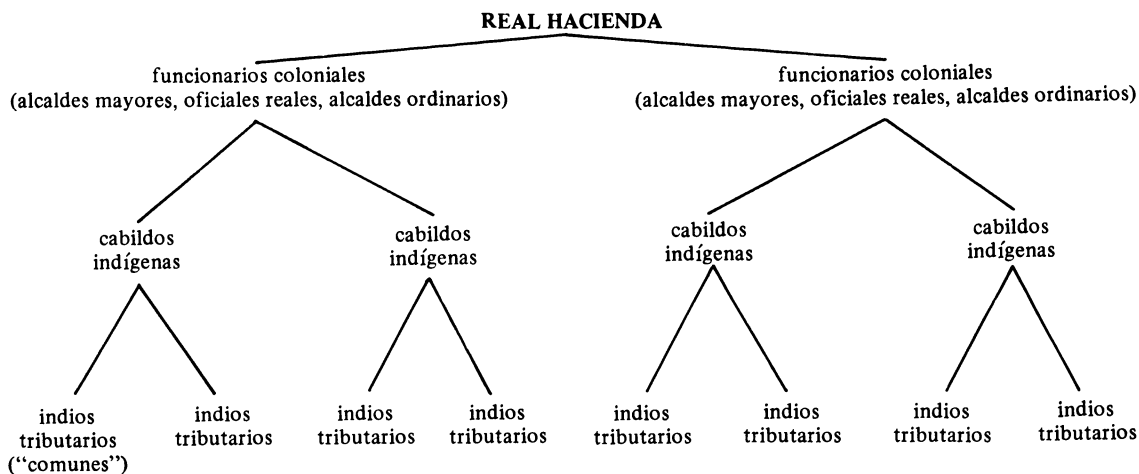 REAL HACIENDA
funcionarios coloniales
(alcaldes mayores, oficiales reales, alcaldes ordinarios)
funcionarios coloniales
(alcaldes mayores, oficiales reales, alcaldes ordinarios)
cabildos
indígenas
cabildos
indígenas
cabildos
indígenas
cabildos
indígenas
indios
tributarios
(“comunes”)
indios
tributarios
indios
tributarios
indios
tributarios
indios
tributarios
indios
tributarios
indios
tributarios
indios
tributarios